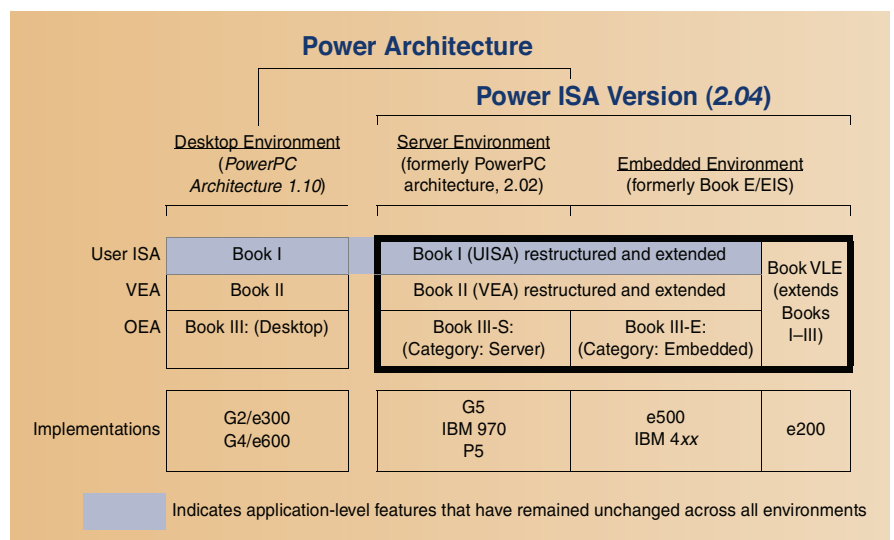 Power Architecture
Power ISA Version (2.04)
Desktop Environment
(PowerPC
Architecture 1.10)
Server Environment
(formerly PowerPC
architecture, 2.02)
Embedded Environment
(formerly Book E/EIS)
User ISA
Book I
Book I (UISA) restructured and extended
VEA
Book II
Book II (VEA) restructured and extended
OEA
Book III: (Desktop)
Book III-S:
(Category: Server)
Book III-E:
(Category: Embedded)
Book VLE
(extends
Books
I–III)
Implementations
G2/e300
G4/e600
G5
IBM 970
P5
e500
IBM 4xx
e200
Indicates application-level features that have remained unchanged across all environments